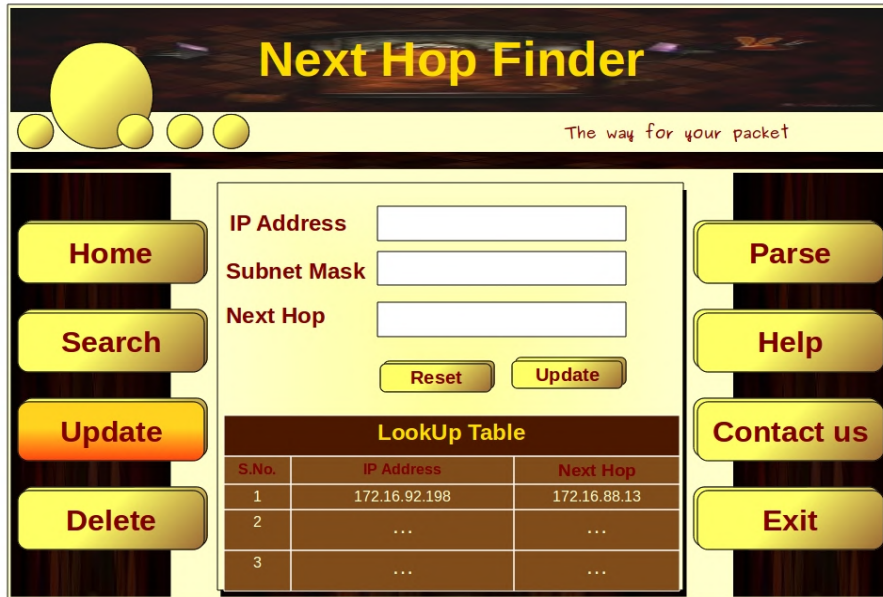 Next Hop Finder
The way for your packet
Home
Search
Update
Delete
IP Address
Subnet Mask
Next Hop
Reset Update
LookUp Table
S.No. IP Address Next Hop
1 172.16.92.198 172.16.88.13
2 ... ...
3 ... ...
Parse
Help
Contact us
Exit